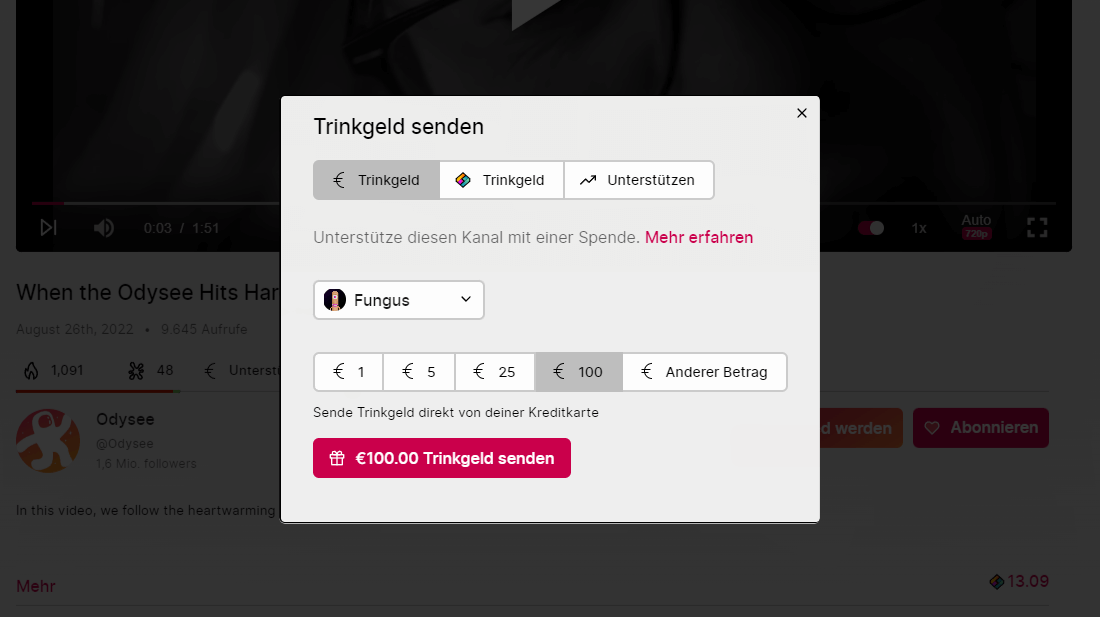 Trinkgeld senden
€ Trinkgeld Trinkgeld Unterstützen
Unterstütze diesen Kanal mit einer Spende. Mehr erfahren
Fungus
€ 1 € 5 € 25 € 100 € Anderer Betrag
Sende Trinkgeld direkt von deiner Kreditkarte
€100.00 Trinkgeld senden
0:03 / 1:51
1x
Auto
720p
When the Odysee Hits Har
August 26th, 2022 • 9.645 Aufrufe
1,091 48 € Unterst
Odysee
@Odysee
1,6 Mio. followers
d werden
Abonnieren
In this video, we follow the heartwarming
Mehr
13.09